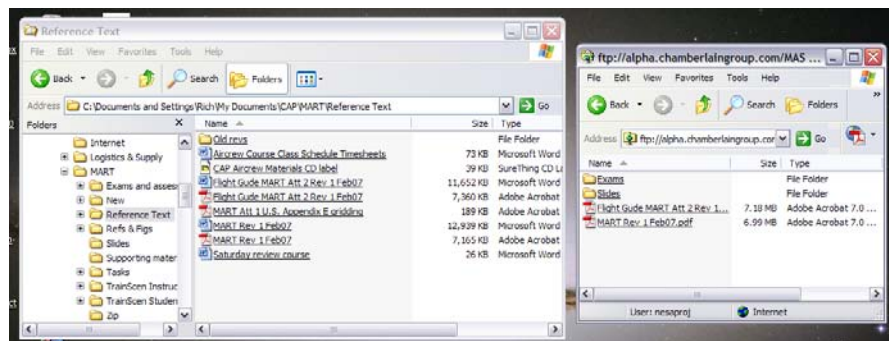 Reference Text
File Edit View Favorites Tools Help
Back Search Folders
Address C:\Documents and Settings\Rich\My Documents\CAP\MART\Reference Text Go
Folders X Name Size Type
Internet
Logistics & Supply
MART
Exams and asses
New
Reference Text
Refs & Figs
Slides
Supporting mater
Tasks
TrainScen Instruc
TrainScen Studen
Zip
Old revs File Folder
Aircrew Course Class Schedule Timesheets 73 KB Microsoft Word
CAP Aircrew Materials CD label 39 KB SureThing CD La
Flight Gude MART Att 2 Rev 1 Feb07 11,652 KB Microsoft Word
Flight Gude MART Att 2 Rev 1 Feb07 7,360 KB Adobe Acrobat
MART Att 1 U.S. Appendix E gridding 189 KB Adobe Acrobat
MART Rev 1 Feb07 12,939 KB Microsoft Word
MART Rev 1 Feb07 7,165 KB Adobe Acrobat
Saturday review course 26 KB Microsoft Word
ftp://alpha.chamberlaingroup.com/MAS ...
File Edit View Favorites Tools Help
Back Search Folders
Address ftp://alpha.chamberlaingroup.cor Go
Name Size Type
Exams File Folder
Slides File Folder
Flight Gude MART Att 2 Rev 1... 7.18 MB Adobe Acrobat 7.0 ...
MART Rev 1 Feb07.pdf 6.99 MB Adobe Acrobat 7.0 ...
User: nesaproj Internet